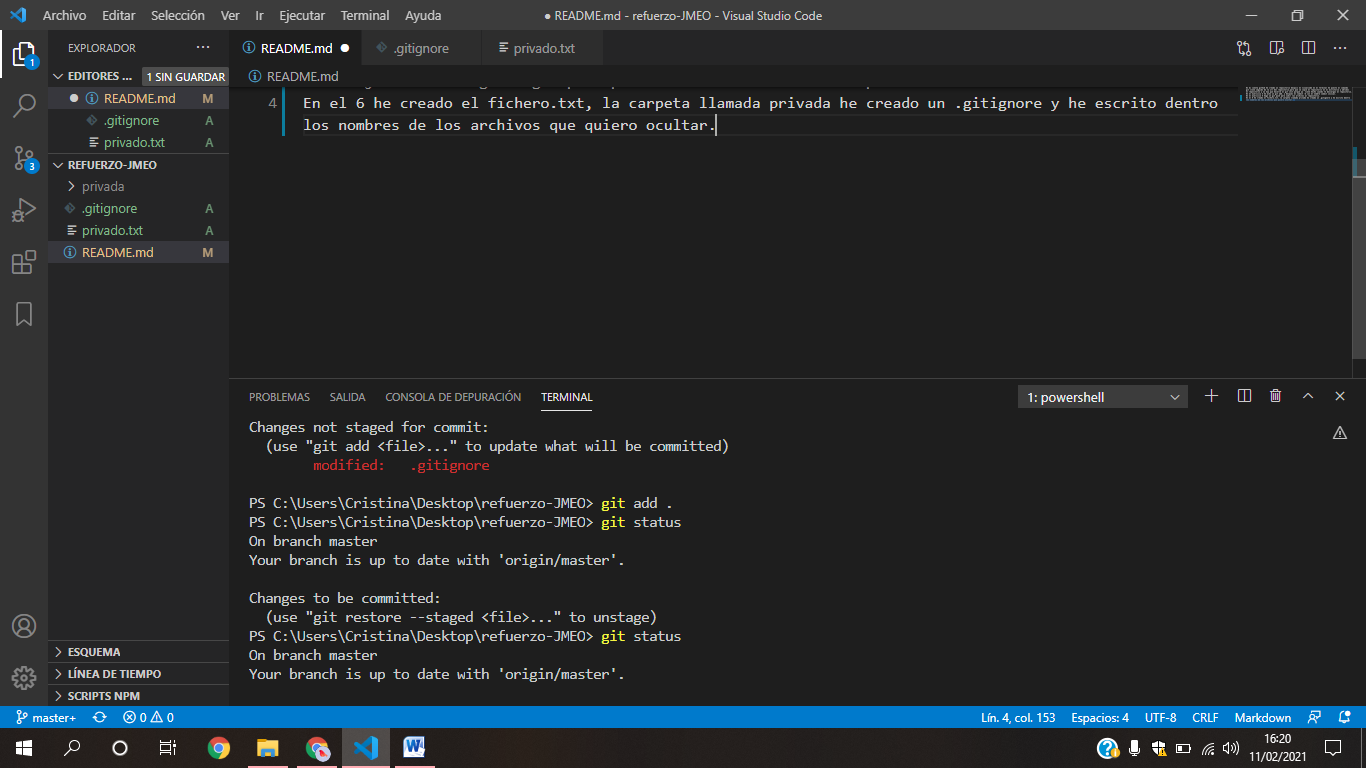 Archivo Editar Selección Ver Ir Ejecutar Terminal Ayuda ● README.md - refuerzo-JMEO - Visual Studio Code
EXPLORADOR
EDITORES ... 1 SIN GUARDAR
README.md M
.gitignore A
privado.txt A
REFUERZO-JMEO
privada
.gitignore A
privado.txt A
README.md M
ESQUEMA
LÍNEA DE TIEMPO
SCRIPTS NPM
1
3
README.md .gitignore privado.txt
README.md
4 En el 6 he creado el fichero.txt, la carpeta llamada privada he creado un .gitignore y he escrito dentro
los nombres de los archivos que quiero ocultar.
PROBLEMAS SALIDA CONSOLA DE DEPURACIÓN TERMINAL 1: powershell
Changes not staged for commit:
(use "git add <file>..." to update what will be committed)
modified: .gitignore
PS C:\Users\Cristina\Desktop\refuerzo-JMEO> git add .
PS C:\Users\Cristina\Desktop\refuerzo-JMEO> git status
On branch master
Your branch is up to date with 'origin/master'.
Changes to be committed:
(use "git restore --staged <file>..." to unstage)
PS C:\Users\Cristina\Desktop\refuerzo-JMEO> git status
On branch master
Your branch is up to date with 'origin/master'.
master+ 0 0 Lín. 4, col. 153 Espacios: 4 UTF-8 CRLF Markdown
16:20
11/02/2021